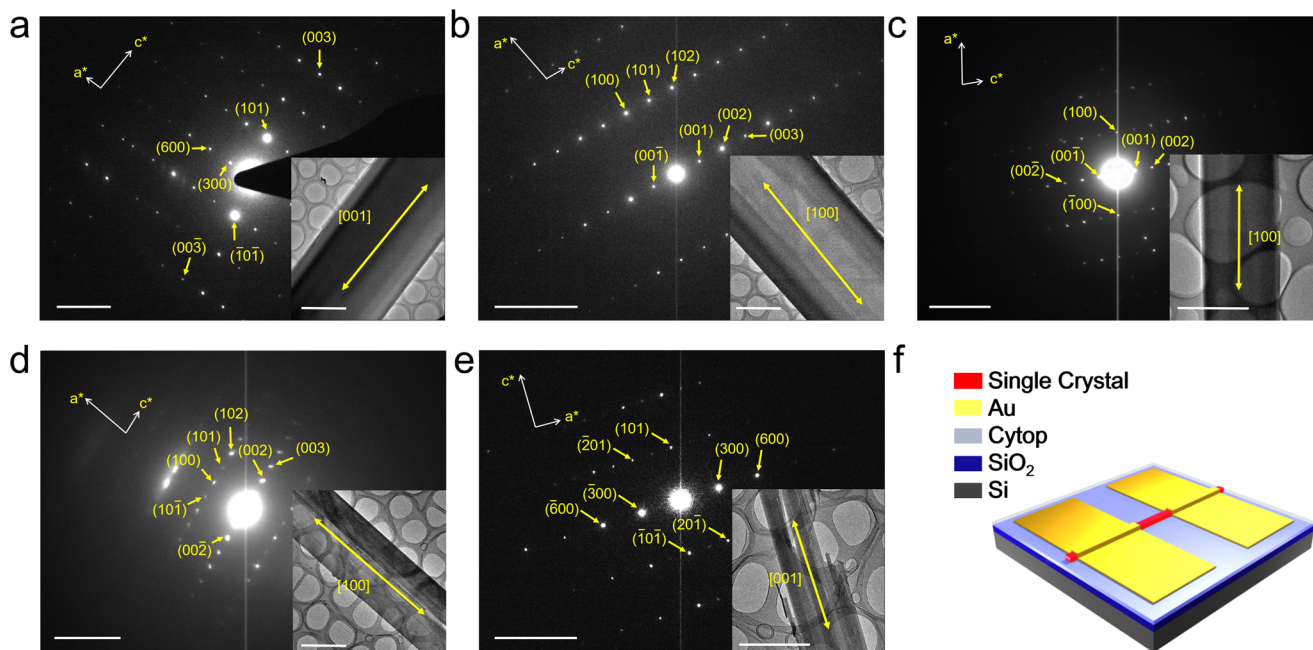 a
c*
a*
(003)
(101)
(600)
(300)
[001]
(003̅)
(1̅01̅)
b
a*
c*
(102)
(101)
(100)
(002)
(001)
(003)
(001̅)
[100]
c
a*
c*
(100)
(001)
(002)
(001̅)
(002̅)
(1̅00)
[100]
d
a*
c*
(102)
(101)
(002)
(003)
(100)
(101̅)
(002̅)
[100]
e
c*
a*
(101)
(2̅01)
(600)
(300)
(3̅00)
(6̅00)
(201̅)
(1̅01̅)
[001]
f
Single Crystal
Au
Cytop
SiO₂
Si